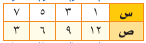 س ١ ٣ ٥ ٧
ص ١٢ ٩ ٦ ٣